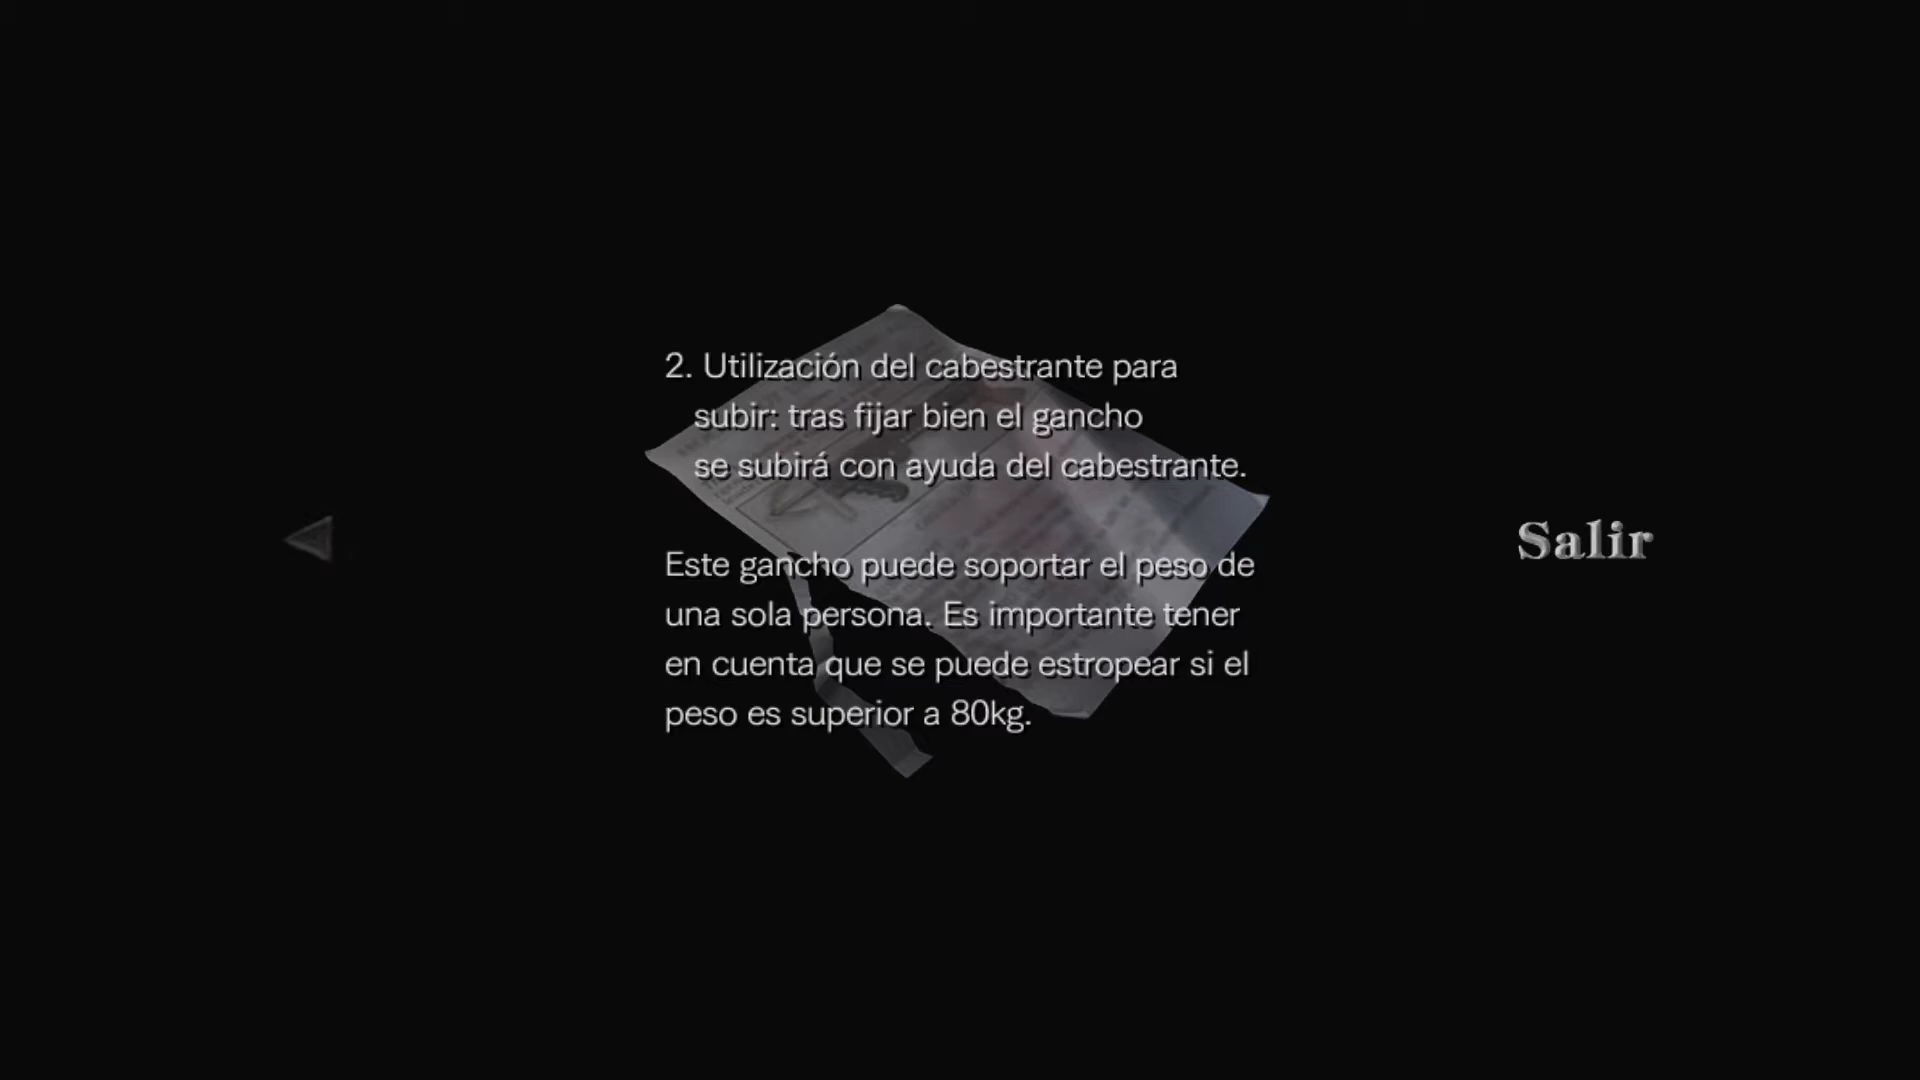 2. Utilización del cabestrante para
subir: tras fijar bien el gancho
se subirá con ayuda del cabestrante.
Este gancho puede soportar el peso de
una sola persona. Es importante tener
en cuenta que se puede estropear si el
peso es superior a 80kg.
Salir